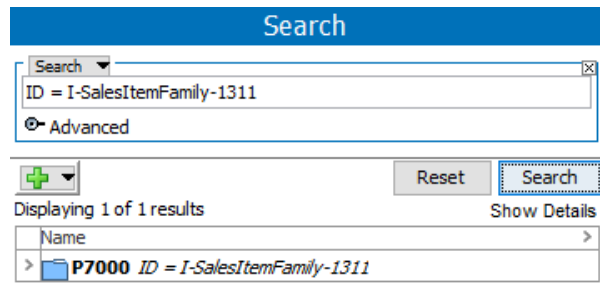 Search
Search
ID = I-SalesItemFamily-1311
Advanced
Reset Search
Displaying 1 of 1 results Show Details
Name
P7000 ID = I-SalesItemFamily-1311